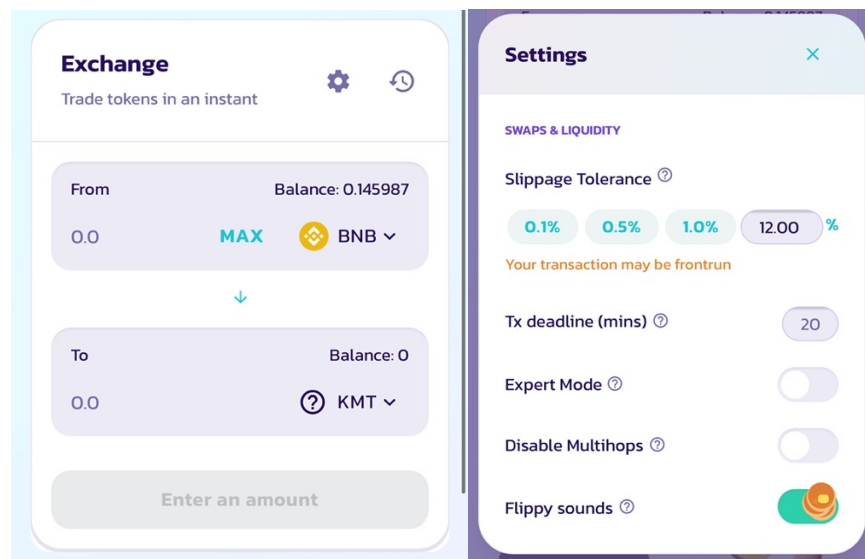 Exchange
Trade tokens in an instant
From Balance: 0.145987
0.0 MAX BNB
To Balance: 0
0.0 KMT
Enter an amount
Settings
SWAPS & LIQUIDITY
Slippage Tolerance
0.1% 0.5% 1.0% 12.00 %
Your transaction may be frontrun
Tx deadline (mins) 20
Expert Mode
Disable Multihops
Flippy sounds